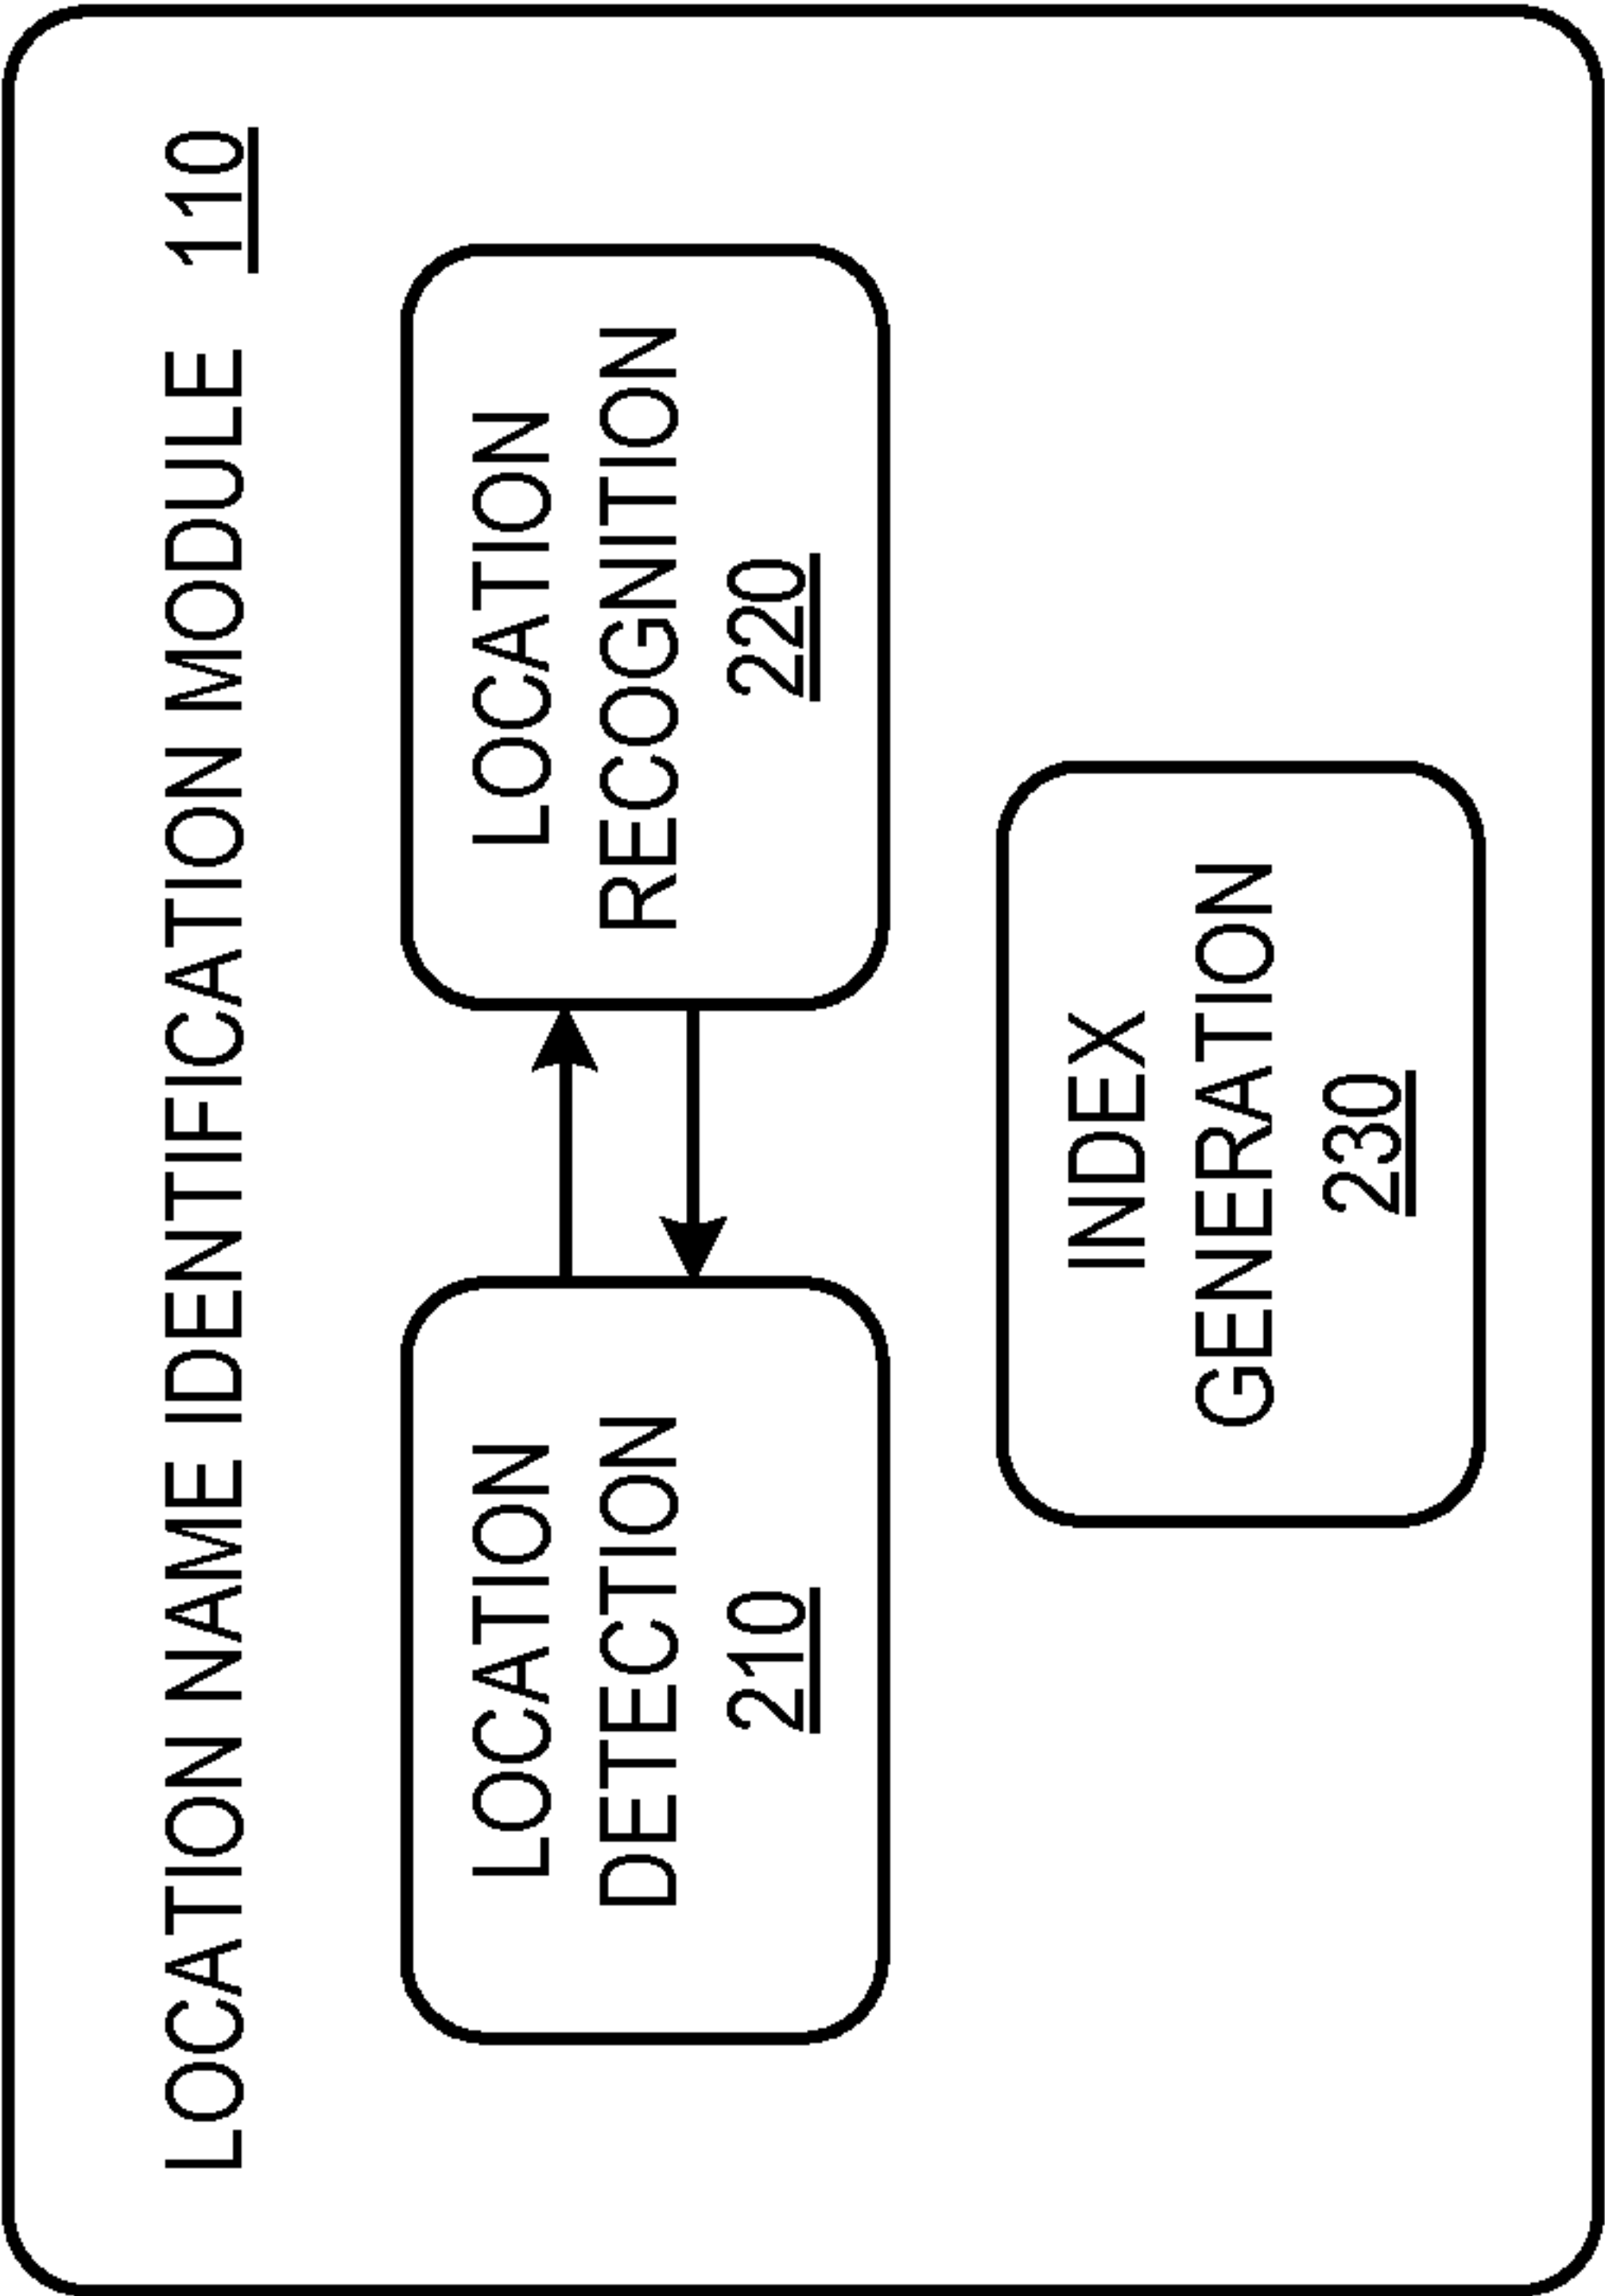 LOCATION NAME IDENTIFICATION MODULE 110
LOCATION
DETECTION
210
LOCATION
RECOGNITION
220
INDEX
GENERATION
230